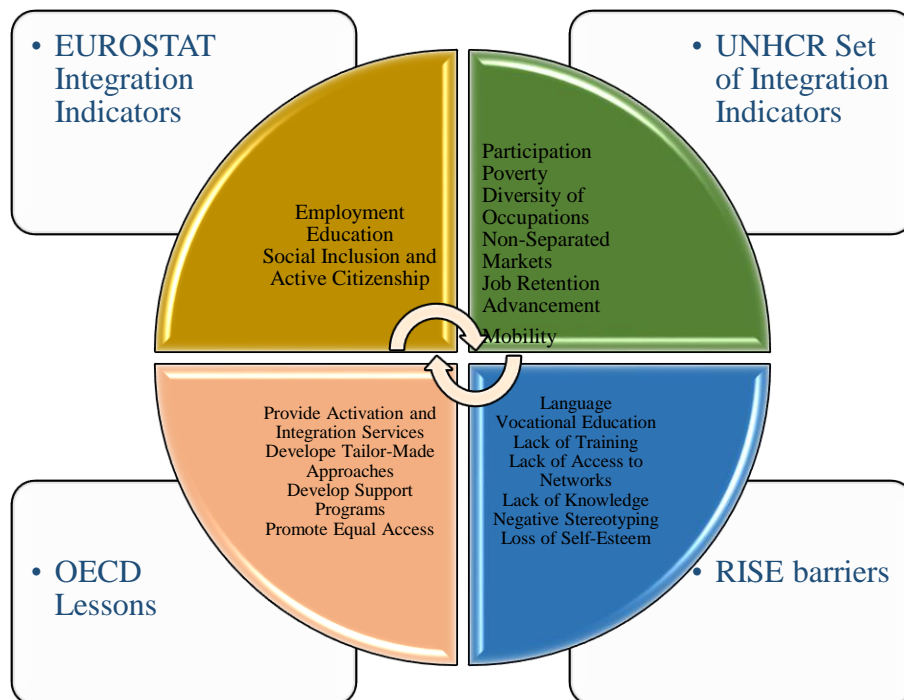 • EUROSTAT
Integration
Indicators
• UNHCR Set
of Integration
Indicators
Employment
Education
Social Inclusion and
Active Citizenship
Participation
Poverty
Diversity of
Occupations
Non-Separated
Markets
Job Retention
Advancement
Mobility
Provide Activation and
Integration Services
Develope Tailor-Made
Approaches
Develop Support
Programs
Promote Equal Access
Language
Vocational Education
Lack of Training
Lack of Access to
Networks
Lack of Knowledge
Negative Stereotyping
Loss of Self-Esteem
• OECD
Lessons
• RISE barriers